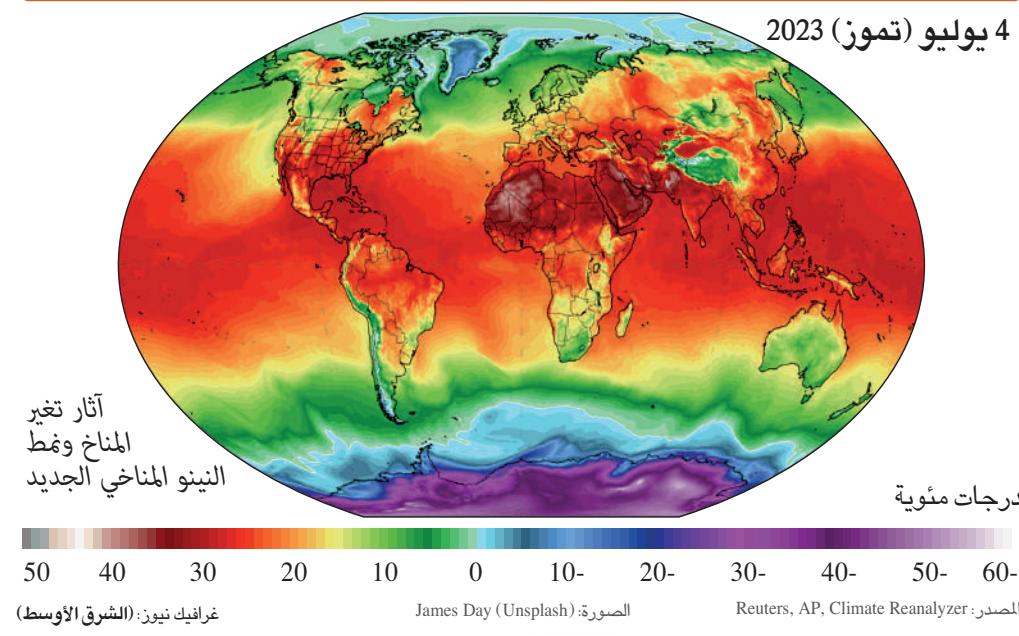 4 يوليو (تموز) 2023
آثار تغير
المناخ ونمط
النينو المناخي الجديد
درجات مئوية
50 40 30 20 10 0 10- 20- 30- 40- 50- 60-
المصدر: Reuters, AP, Climate Reanalyzer
الصورة: James Day (Unsplash)
غرافيك نيوز: (الشرق الأوسط)